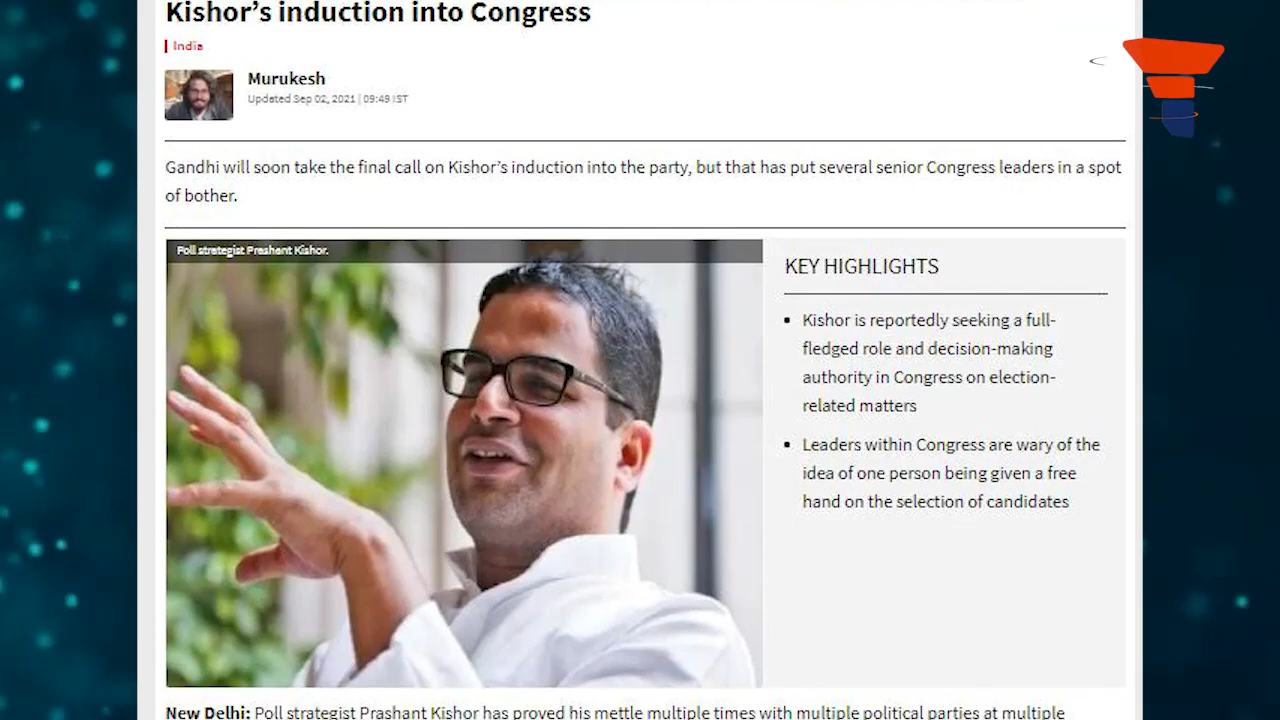 Kishor’s induction into Congress
India
Murukesh
Updated Sep 02, 2021 | 09:49 IST
Gandhi will soon take the final call on Kishor’s induction into the party, but that has put several senior Congress leaders in a spot
of bother.
Poll strategist Prashant Kishor.
KEY HIGHLIGHTS
• Kishor is reportedly seeking a full-
fledged role and decision-making
authority in Congress on election-
related matters
• Leaders within Congress are wary of the
idea of one person being given a free
hand on the selection of candidates
New Delhi: Poll strategist Prashant Kishor has proved his mettle multiple times with multiple political parties at multiple